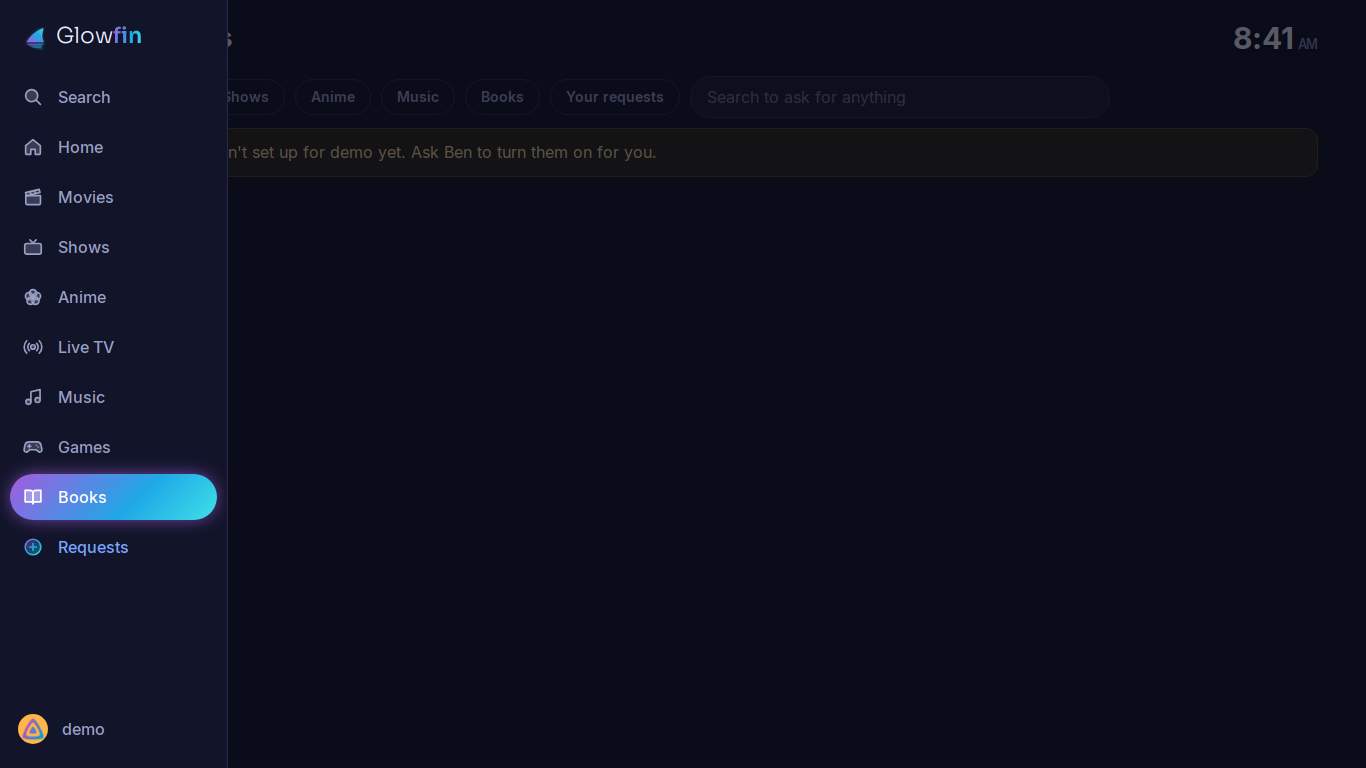 Glowfin
8:41 AM
Search
Home
Movies
Shows
Anime
Live TV
Music
Games
Books
Requests
demo
Shows
Anime
Music
Books
Your requests
Search to ask for anything
n't set up for demo yet. Ask Ben to turn them on for you.